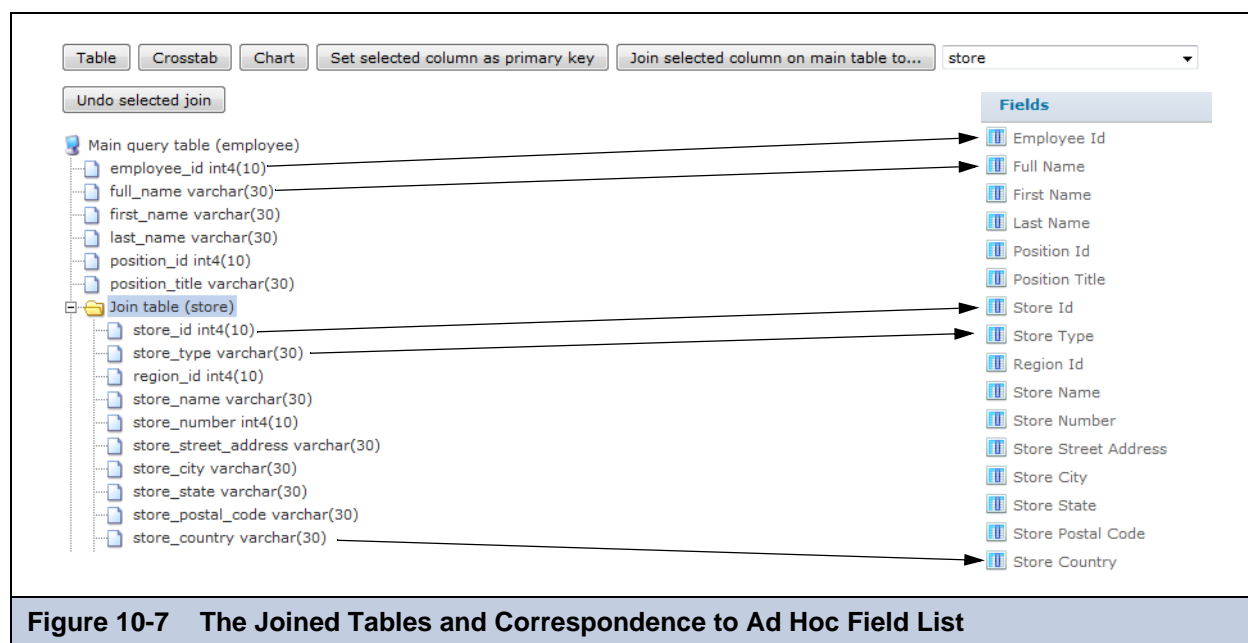 Table Crosstab Chart Set selected column as primary key Join selected column on main table to... store
Undo selected join
Main query table (employee)
employee_id int4(10)
full_name varchar(30)
first_name varchar(30)
last_name varchar(30)
position_id int4(10)
position_title varchar(30)
Join table (store)
store_id int4(10)
store_type varchar(30)
region_id int4(10)
store_name varchar(30)
store_number int4(10)
store_street_address varchar(30)
store_city varchar(30)
store_state varchar(30)
store_postal_code varchar(30)
store_country varchar(30)
Fields
Employee Id
Full Name
First Name
Last Name
Position Id
Position Title
Store Id
Store Type
Region Id
Store Name
Store Number
Store Street Address
Store City
Store State
Store Postal Code
Store Country
Figure 10-7 The Joined Tables and Correspondence to Ad Hoc Field List